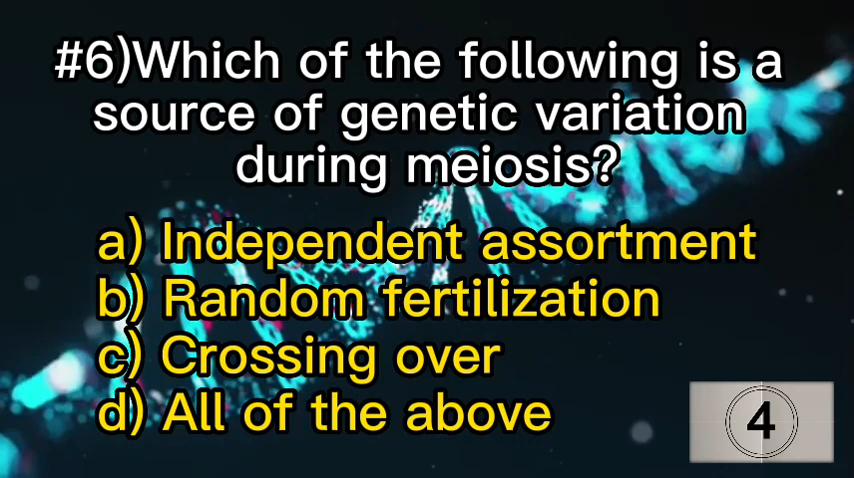 #6)Which of the following is a
source of genetic variation
during meiosis?
a) Independent assortment
b) Random fertilization
c) Crossing over
d) All of the above
4